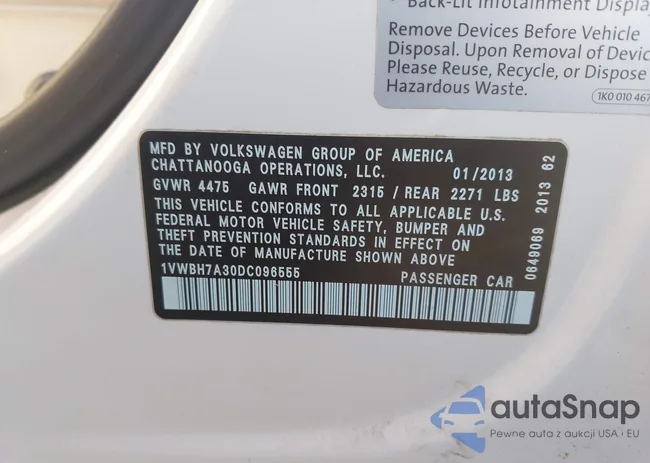 Back-Lit Infotainment Display
Remove Devices Before Vehicle
Disposal. Upon Removal of Devic
Please Reuse, Recycle, or Dispose
Hazardous Waste.
1K0 010 467
MFD BY VOLKSWAGEN GROUP OF AMERICA
CHATTANOOGA OPERATIONS, LLC. 01/2013
GVWR 4475 GAWR FRONT 2315 / REAR 2271 LBS
THIS VEHICLE CONFORMS TO ALL APPLICABLE U.S.
FEDERAL MOTOR VEHICLE SAFETY, BUMPER AND
THEFT PREVENTION STANDARDS IN EFFECT ON
THE DATE OF MANUFACTURE SHOWN ABOVE
1VWBH7A30DC096555 PASSENGER CAR
0649069 2013 62
autoSnap
Pewne auta z aukcji USA i EU